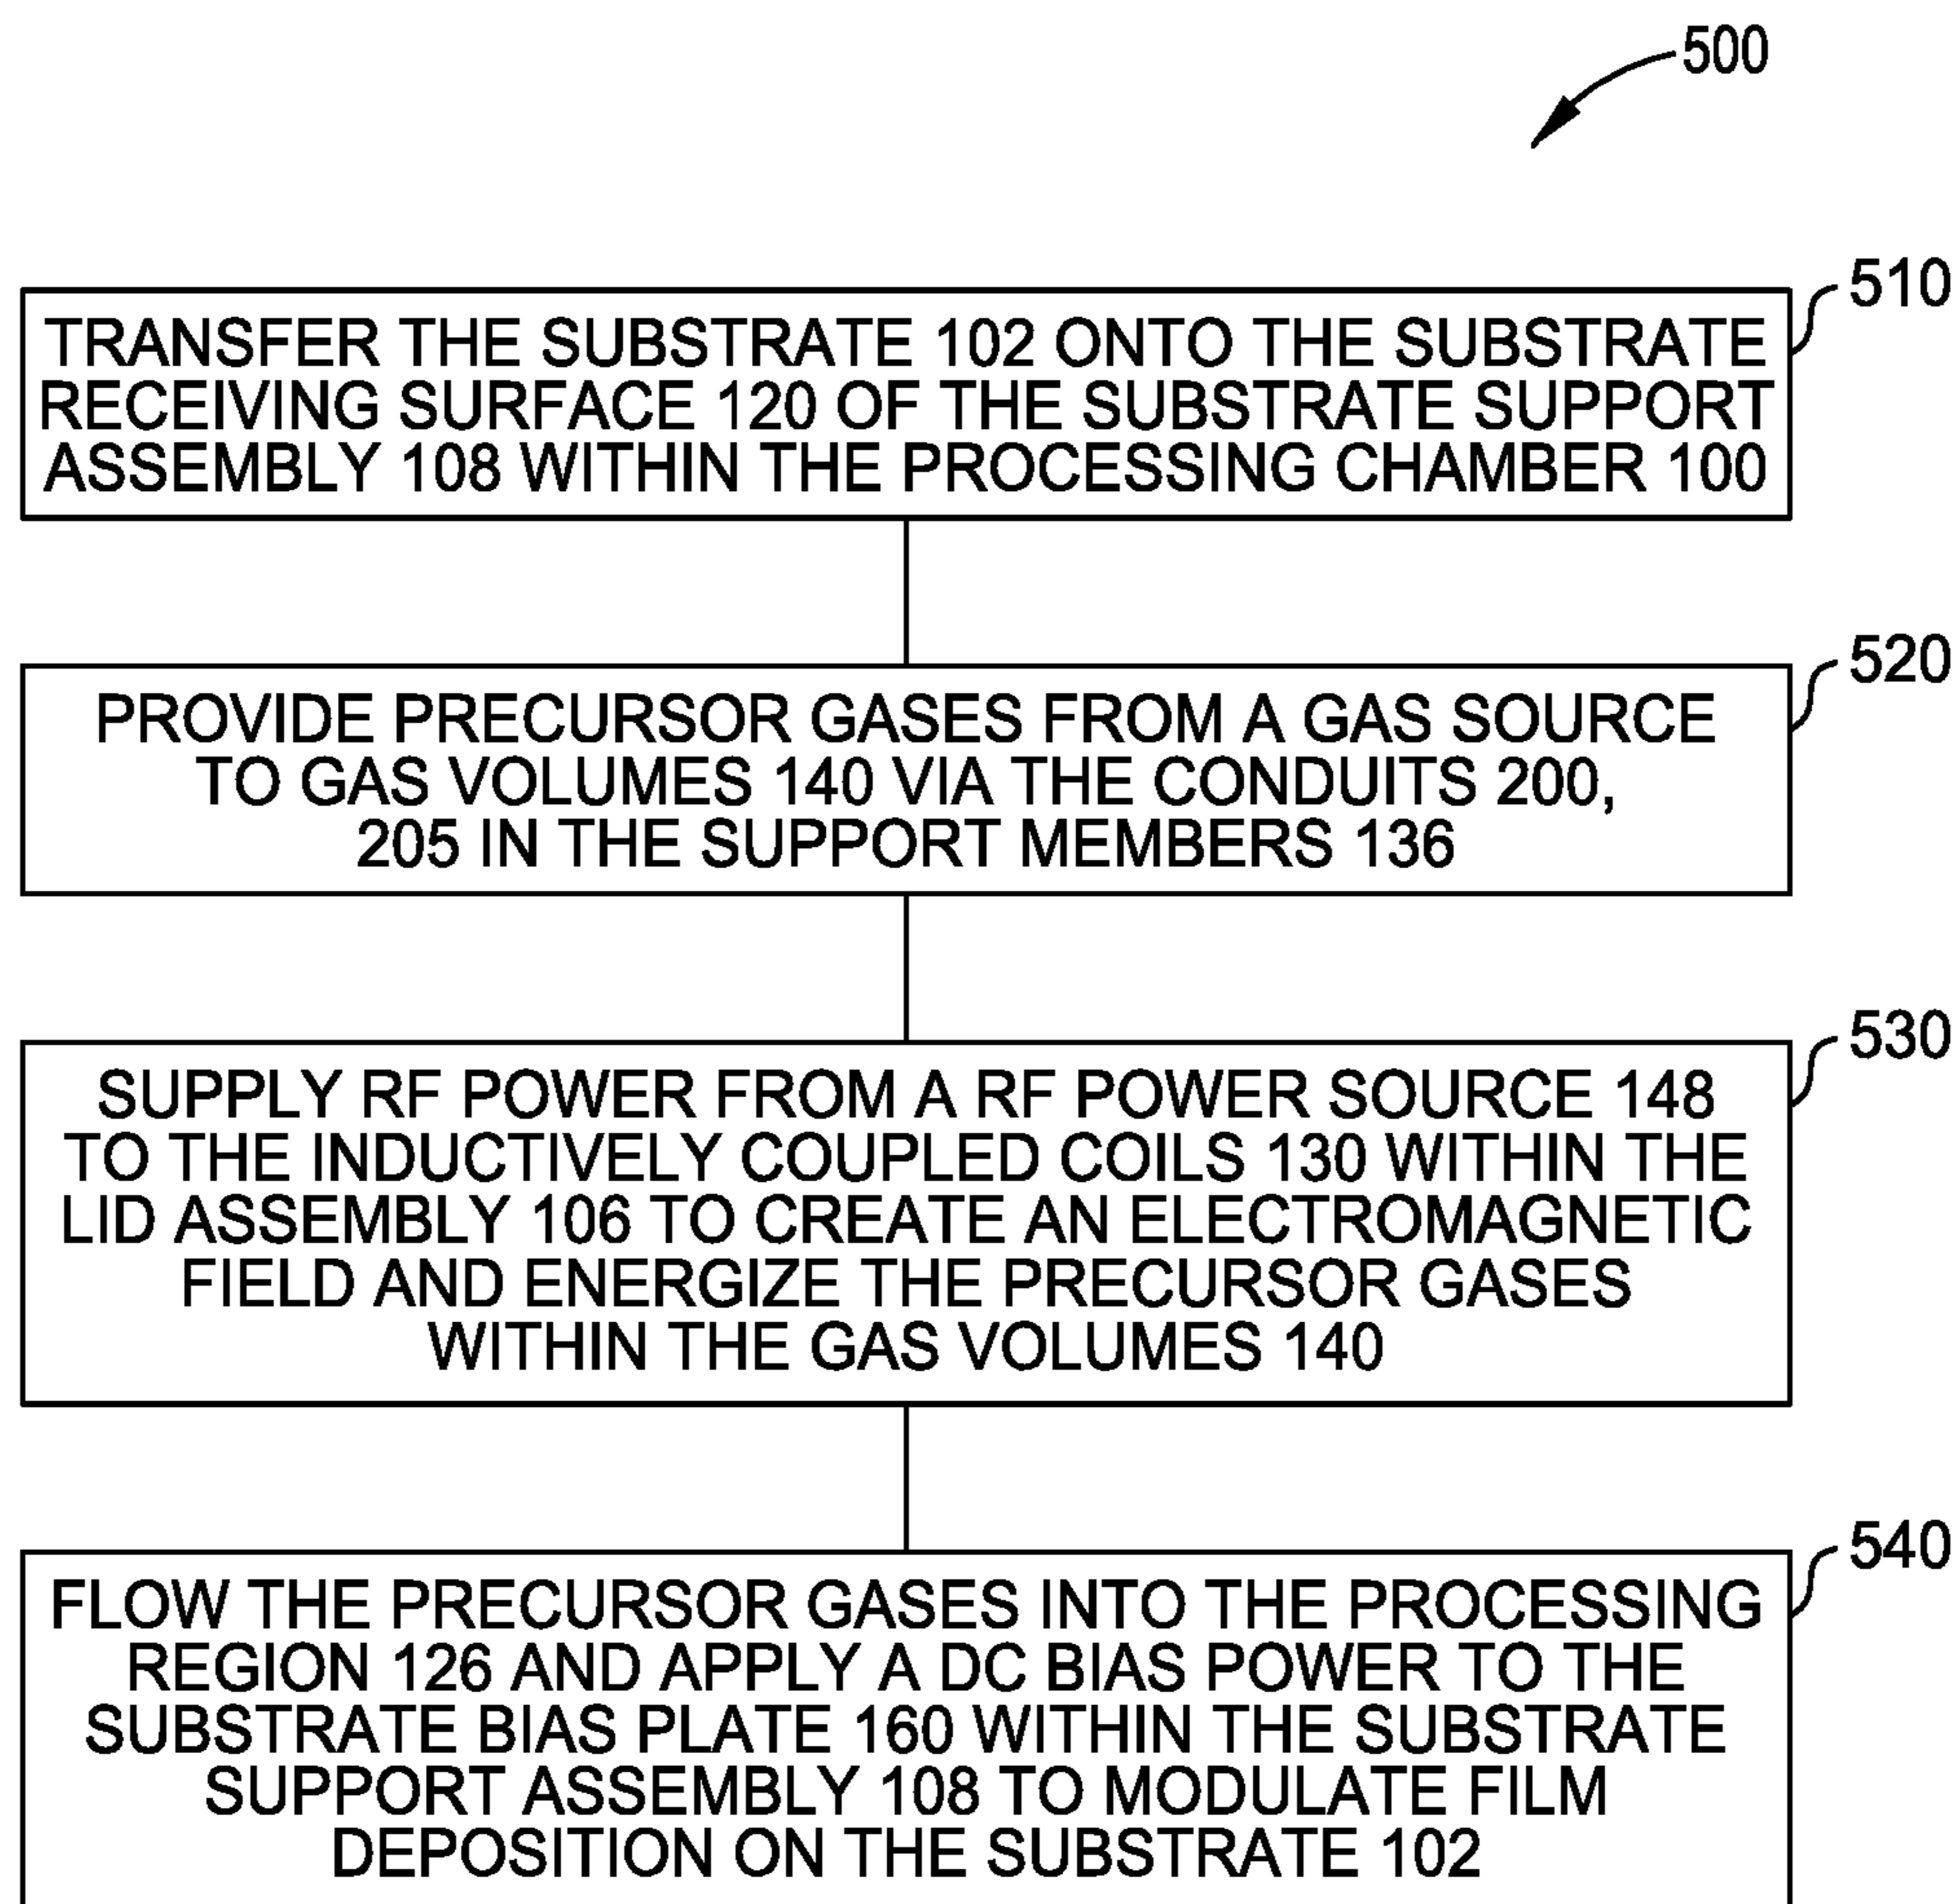 500
510
TRANSFER THE SUBSTRATE 102 ONTO THE SUBSTRATE
RECEIVING SURFACE 120 OF THE SUBSTRATE SUPPORT
ASSEMBLY 108 WITHIN THE PROCESSING CHAMBER 100
520
PROVIDE PRECURSOR GASES FROM A GAS SOURCE
TO GAS VOLUMES 140 VIA THE CONDUITS 200,
205 IN THE SUPPORT MEMBERS 136
530
SUPPLY RF POWER FROM A RF POWER SOURCE 148
TO THE INDUCTIVELY COUPLED COILS 130 WITHIN THE
LID ASSEMBLY 106 TO CREATE AN ELECTROMAGNETIC
FIELD AND ENERGIZE THE PRECURSOR GASES
WITHIN THE GAS VOLUMES 140
540
FLOW THE PRECURSOR GASES INTO THE PROCESSING
REGION 126 AND APPLY A DC BIAS POWER TO THE
SUBSTRATE BIAS PLATE 160 WITHIN THE SUBSTRATE
SUPPORT ASSEMBLY 108 TO MODULATE FILM
DEPOSITION ON THE SUBSTRATE 102